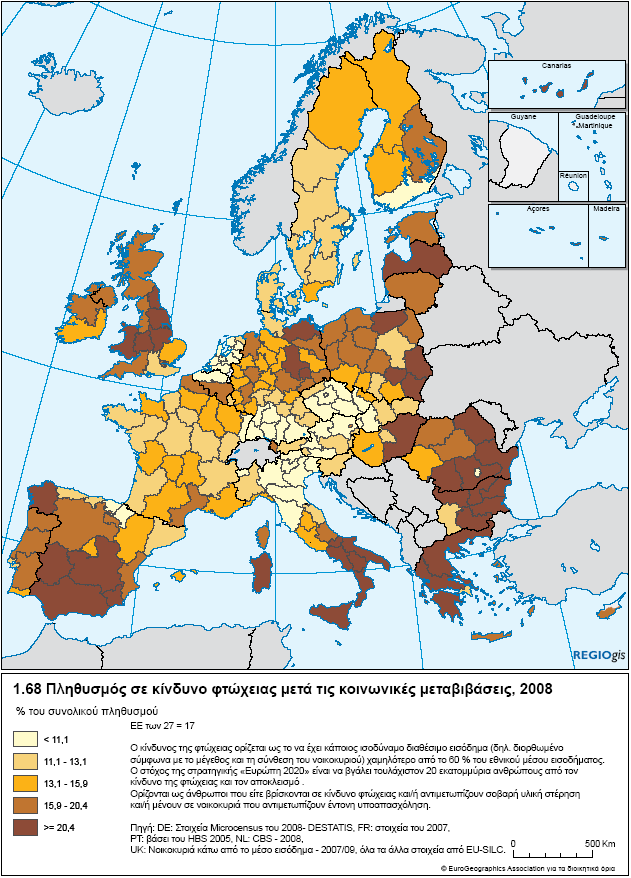 Canarias
Guyane
Guadeloupe
Martinique
Réunion
Açores
Madeira
REGIOgis
1.68 Πληθυσμός σε κίνδυνο φτώχειας μετά τις κοινωνικές μεταβιβάσεις, 2008
% του συνολικού πληθυσμού
< 11,1
11,1 - 13,1
13,1 - 15,9
15,9 - 20,4
>= 20,4
ΕΕ των 27 = 17
Ο κίνδυνος της φτώχειας ορίζεται ως το να έχει κάποιος ισοδύναμο διαθέσιμο εισόδημα (δηλ. διορθωμένο
σύμφωνα με το μέγεθος και τη σύνθεση του νοικοκυριού) χαμηλότερο από το 60 % του εθνικού μέσου εισοδήματος.
Ο στόχος της στρατηγικής «Ευρώπη 2020» είναι να βγάλει τουλάχιστον 20 εκατομμύρια ανθρώπους από τον
κίνδυνο της φτώχειας και τον αποκλεισμό .
Ορίζονται ως άνθρωποι που είτε βρίσκονται σε κίνδυνο φτώχειας και/ή αντιμετωπίζουν σοβαρή υλική στέρηση
και/ή μένουν σε νοικοκυριά που αντιμετωπίζουν έντονη υποαπασχόληση.
Πηγή: DE: Στοιχεία Microcensus του 2008- DESTATIS, FR: στοιχεία του 2007,
PT: βάσει του HBS 2005, NL: CBS - 2008,
UK: Νοικοκυριά κάτω από το μέσο εισόδημα - 2007/09, όλα τα άλλα στοιχεία από EU-SILC.
0 500 Km
© EuroGeographics Association για τα διοικητικά όρια